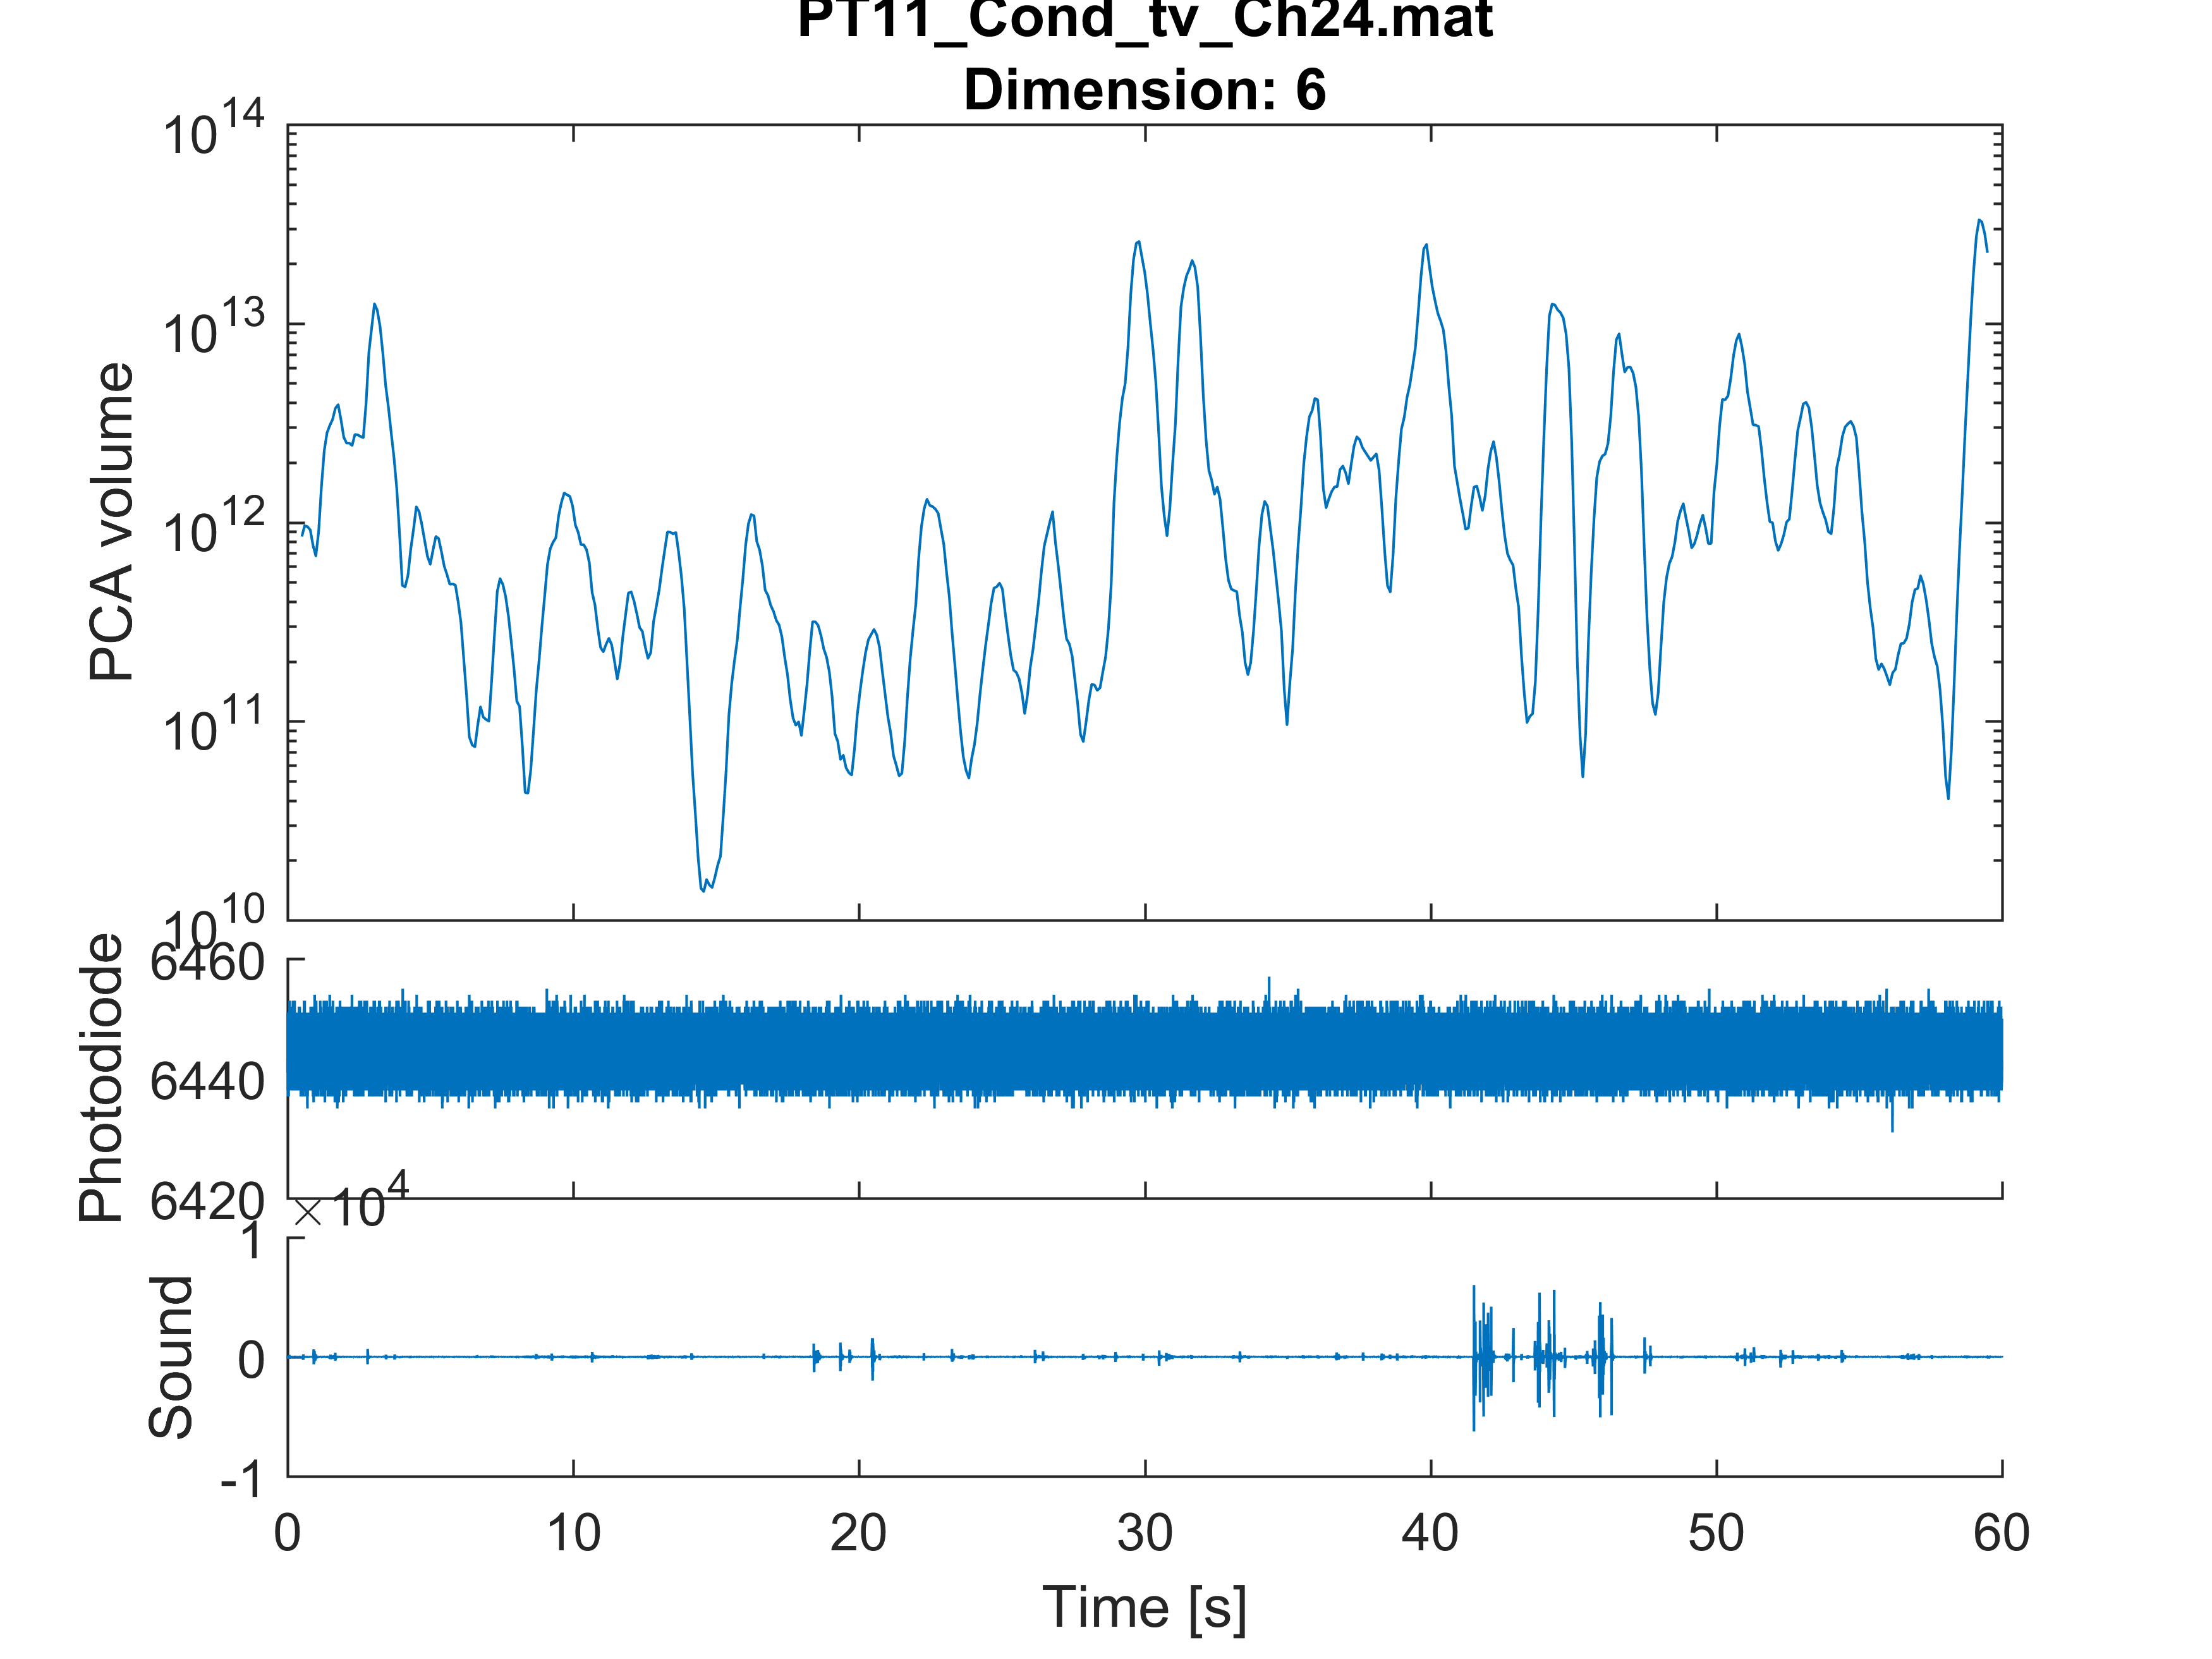 PT11_Cond_tv_Ch24.mat
Dimension: 6
10^14
10^13
10^12
10^11
10^10
PCA volume
6460
6440
6420
Photodiode
×10^4
1
0
-1
Sound
0 10 20 30 40 50 60
Time [s]